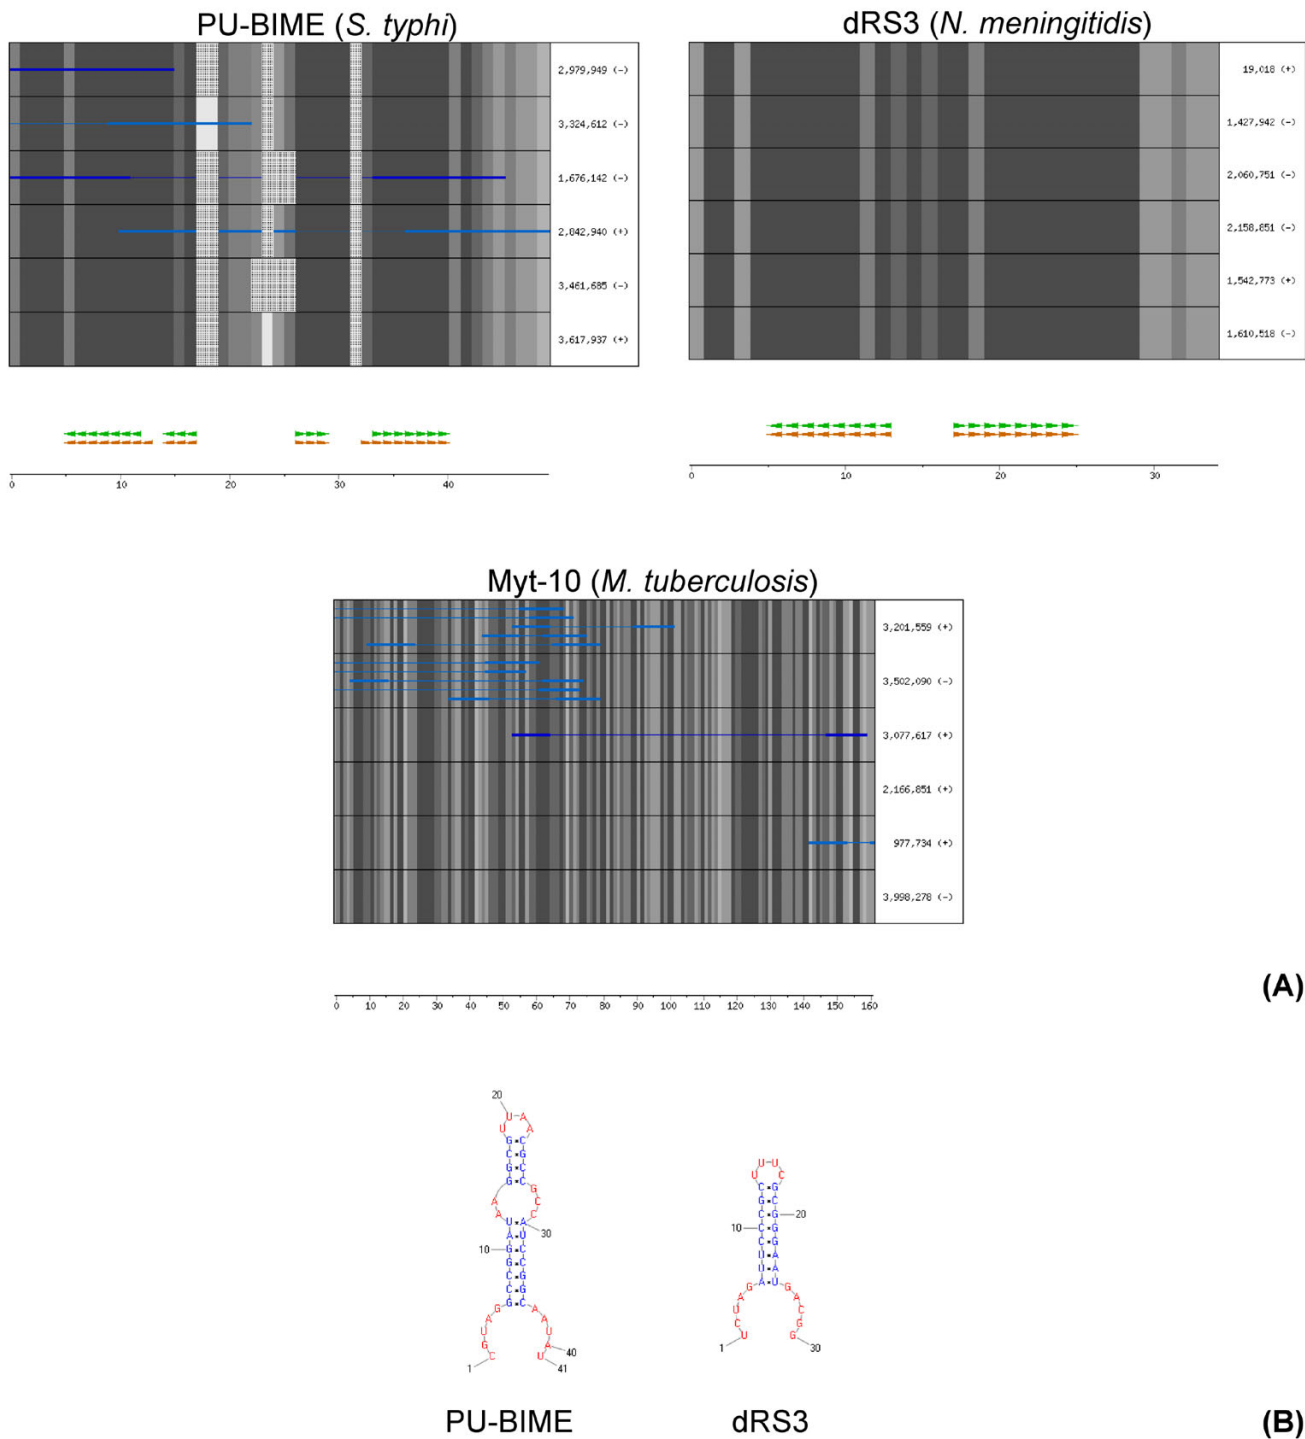 PU-BIME (S. typhi)
2,979,949 (-)
3,324,612 (-)
1,676,142 (-)
2,842,940 (+)
3,461,685 (-)
3,617,937 (+)
0 10 20 30 40
dRS3 (N. meningitidis)
19,018 (+)
1,427,942 (-)
2,060,751 (-)
2,158,851 (-)
1,542,773 (+)
1,610,518 (-)
0 10 20 30
Myt-10 (M. tuberculosis)
3,201,559 (+)
3,502,090 (-)
3,077,617 (+)
2,166,851 (+)
977,734 (+)
3,998,278 (-)
0 10 20 30 40 50 60 70 80 90 100 110 120 130 140 150 160
(A)
20
10
30
1
40
41
10
20
1
30
PU-BIME
dRS3
(B)